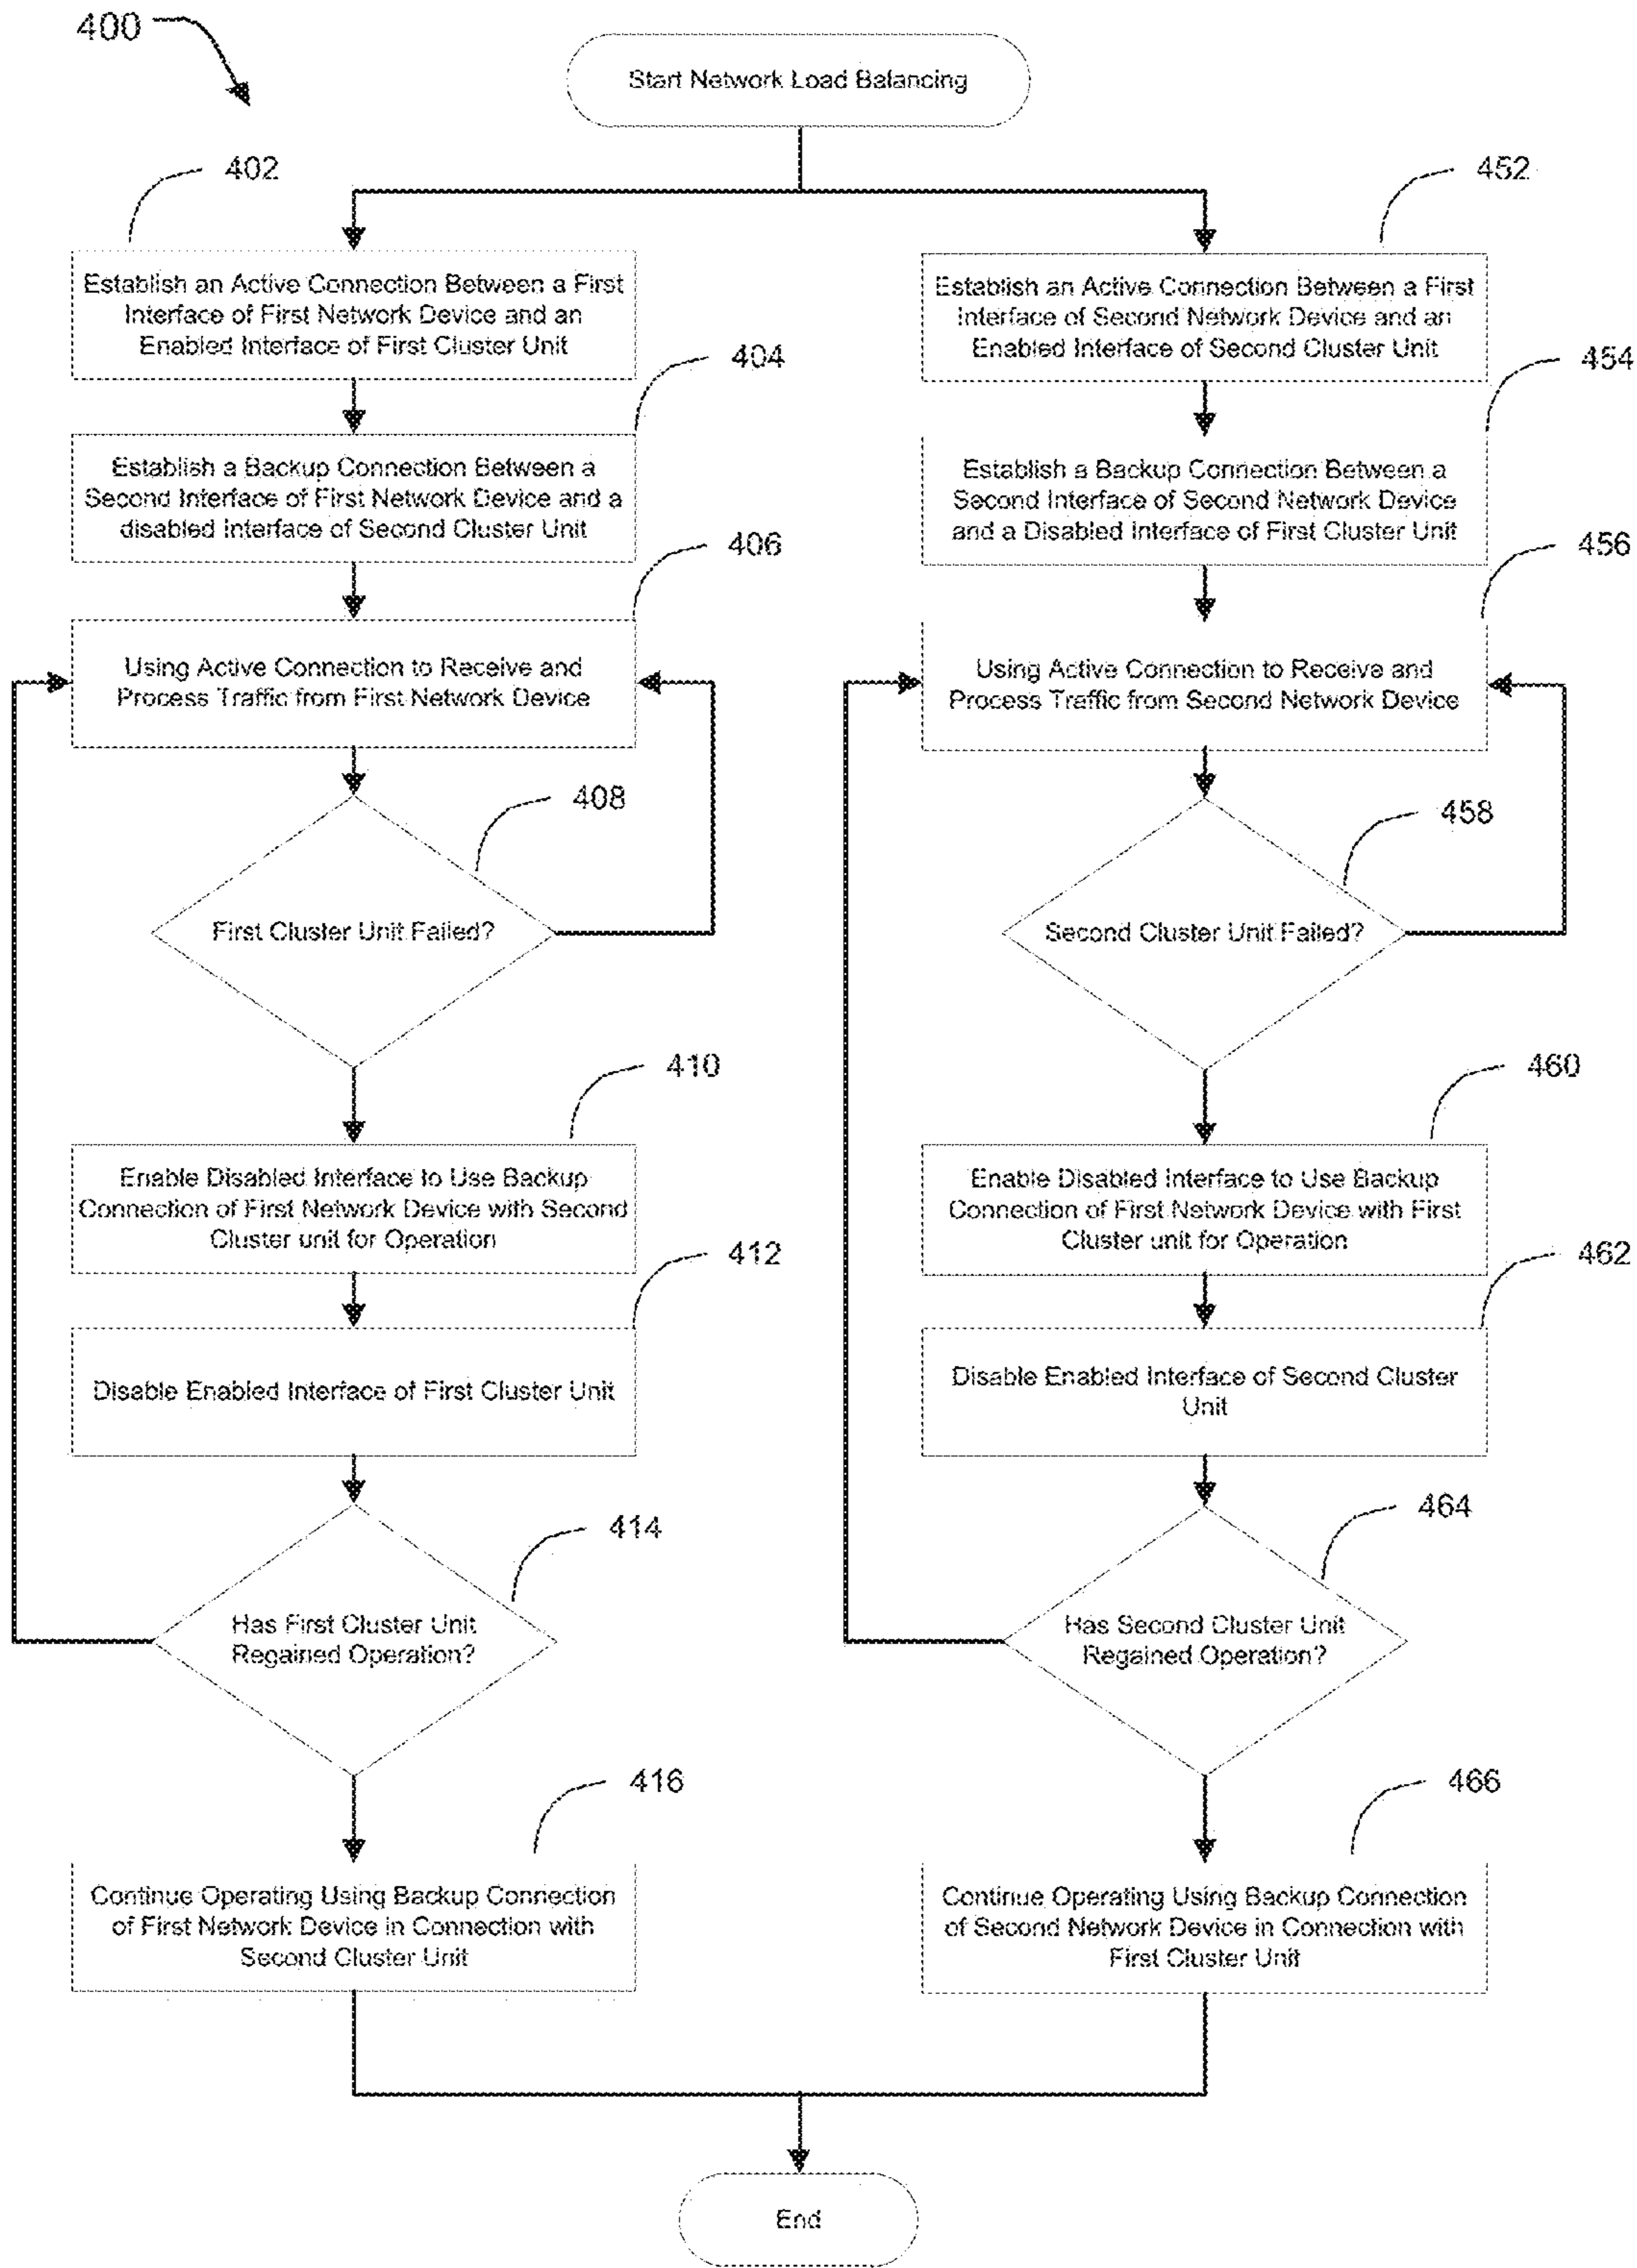 400
Start Network Load Balancing
402
Establish an Active Connection Between a First
Interface of First Network Device and an
Enabled Interface of First Cluster Unit
404
Establish a Backup Connection Between a
Second Interface of First Network Device and a
disabled Interface of Second Cluster Unit
406
Using Active Connection to Receive and
Process Traffic from First Network Device
408
First Cluster Unit Failed?
410
Enable Disabled Interface to Use Backup
Connection of First Network Device with Second
Cluster unit for Operation
412
Disable Enabled Interface of First Cluster Unit
414
Has First Cluster Unit
Regained Operation?
416
Continue Operating Using Backup Connection
of First Network Device in Connection with
Second Cluster Unit
452
Establish an Active Connection Between a First
Interface of Second Network Device and an
Enabled Interface of Second Cluster Unit
454
Establish a Backup Connection Between a
Second Interface of Second Network Device
and a Disabled Interface of First Cluster Unit
456
Using Active Connection to Receive and
Process Traffic from Second Network Device
458
Second Cluster Unit Failed?
460
Enable Disabled Interface to Use Backup
Connection of First Network Device with First
Cluster unit for Operation
462
Disable Enabled Interface of Second Cluster
Unit
464
Has Second Cluster Unit
Regained Operation?
466
Continue Operating Using Backup Connection
of Second Network Device in Connection with
First Cluster Unit
End